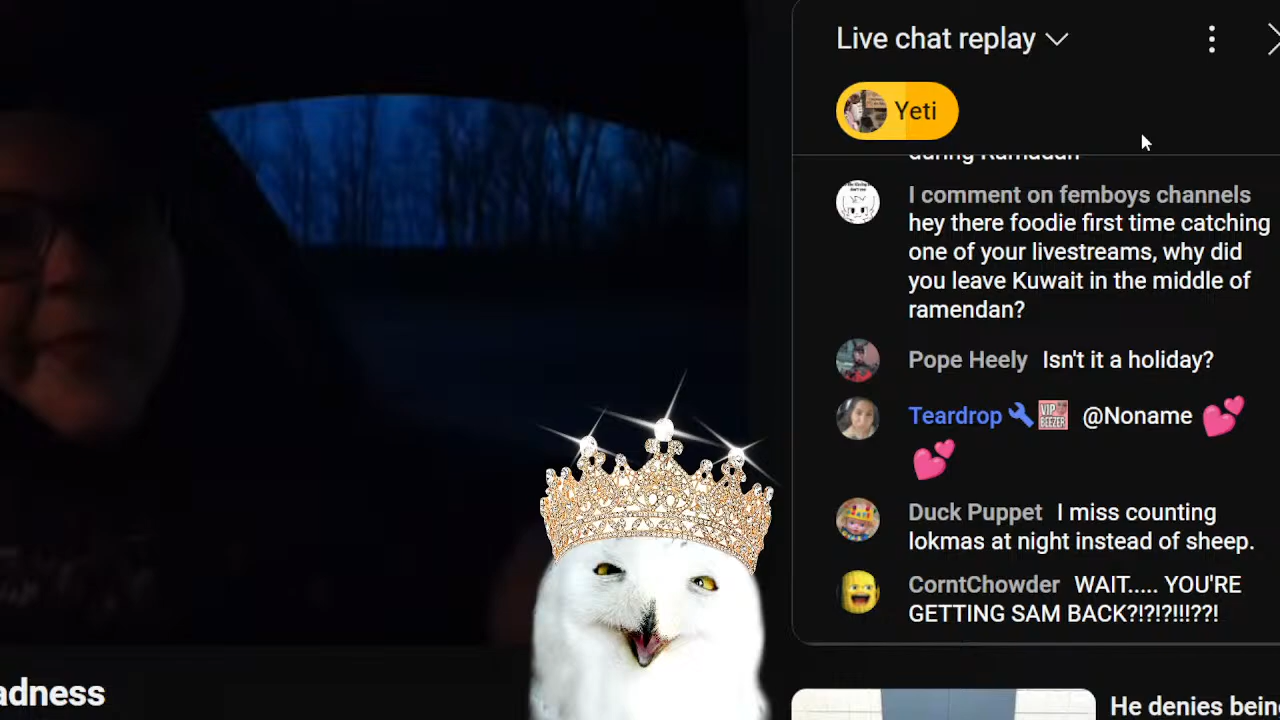 Live chat replay
Yeti
during Ramadan
I comment on femboys channels
hey there foodie first time catching
one of your livestreams, why did
you leave Kuwait in the middle of
ramendan?
Pope Heely Isn't it a holiday?
Teardrop VIP BEEZER @Noname 💕
💕
Duck Puppet I miss counting
lokmas at night instead of sheep.
CorntChowder WAIT..... YOU'RE
GETTING SAM BACK?!?!?!!!??!
adness
He denies being